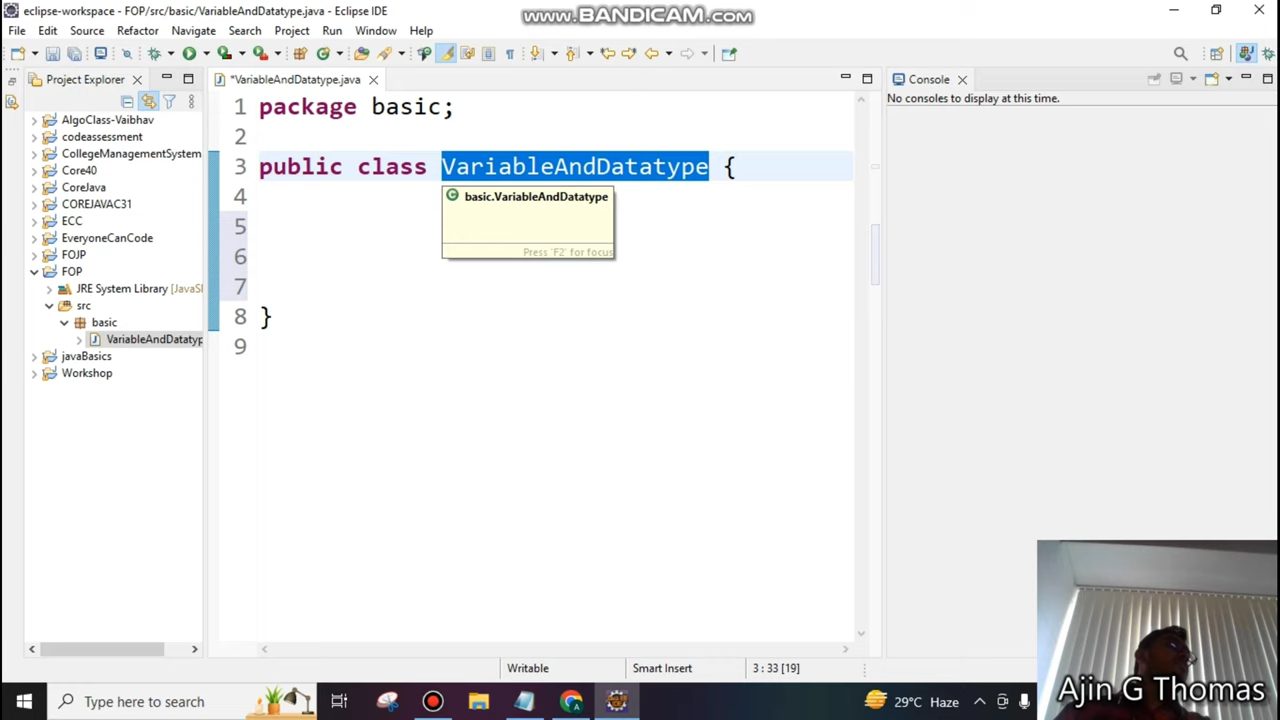 eclipse-workspace - FOP/src/basic/VariableAndDatatype.java - Eclipse IDE
www.BANDICAM.com
File Edit Source Refactor Navigate Search Project Run Window Help
Project Explorer
*VariableAndDatatype.java
Console
No consoles to display at this time.
AlgoClass-Vaibhav
codeassessment
CollegeManagementSystem
Core40
CoreJava
COREJAVAC31
ECC
EveryoneCanCode
FOJP
FOP
JRE System Library [JavaS
src
basic
VariableAndDatatyp
javaBasics
Workshop
1 package basic;
2
3 public class VariableAndDatatype {
4
5
6
7
8 }
9
basic.VariableAndDatatype
Press 'F2' for focus
Writable
Smart Insert
3 : 33 [19]
Type here to search
29°C Haze
Ajin G Thomas